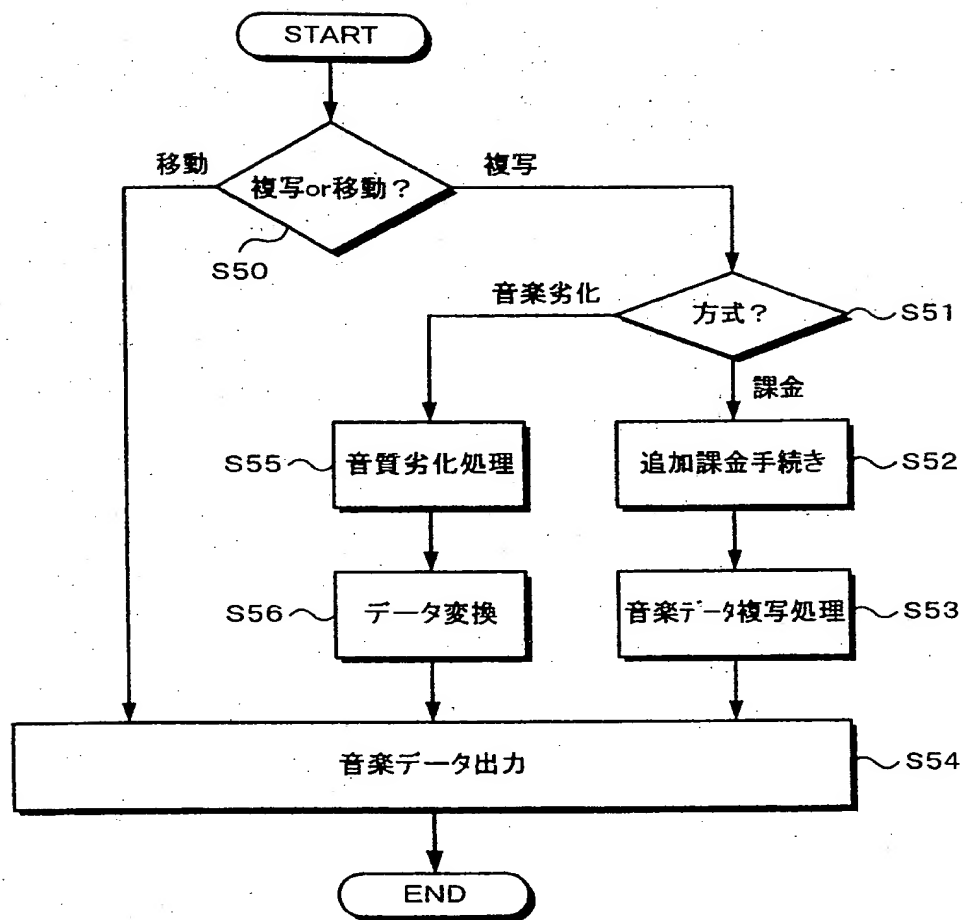 START
移動
複写or移動？
複写
S50
音楽劣化
方式？
S51
課金
S55
音質劣化処理
追加課金手続き
S52
S56
データ変換
音楽データ複写処理
S53
音楽データ出力
S54
END